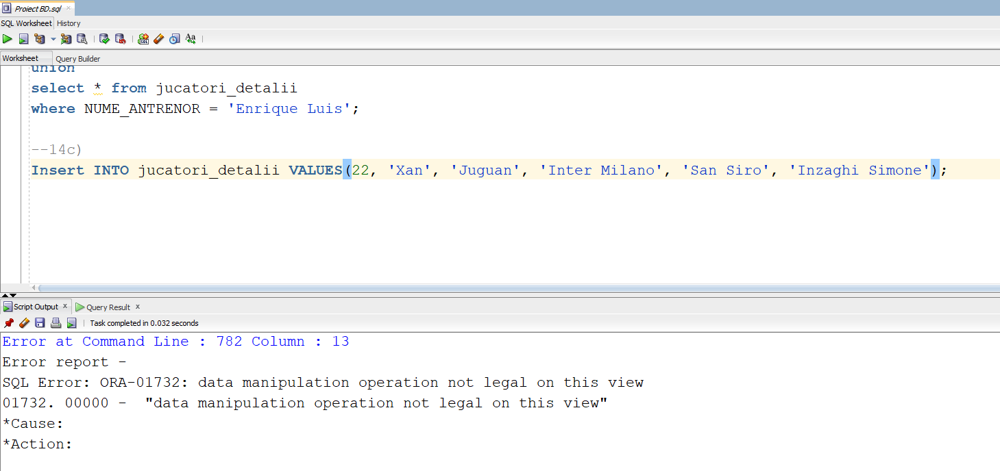 Proiect BD.sql
SQL Worksheet History
Worksheet Query Builder
union
select * from jucatori_detalii
where NUME_ANTRENOR = 'Enrique Luis';
--14c)
Insert INTO jucatori_detalii VALUES(22, 'Xan', 'Juguan', 'Inter Milano', 'San Siro', 'Inzaghi Simone');
Script Output x Query Result x
Task completed in 0.032 seconds
Error at Command Line : 782 Column : 13
Error report -
SQL Error: ORA-01732: data manipulation operation not legal on this view
01732. 00000 - "data manipulation operation not legal on this view"
*Cause:
*Action: